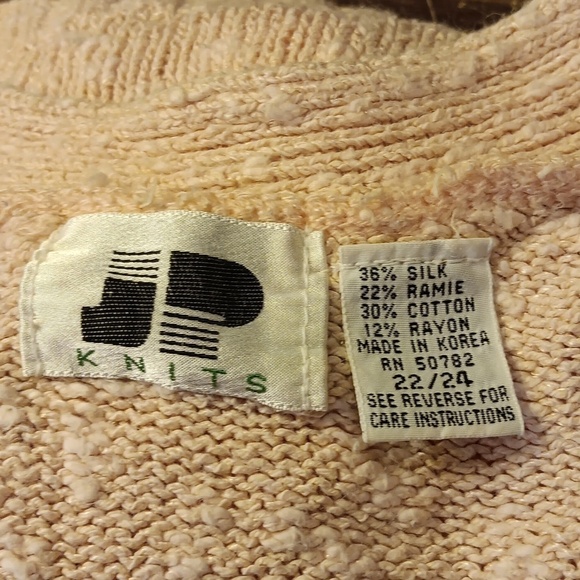 JP
KNITS
36% SILK
22% RAMIE
30% COTTON
12% RAYON
MADE IN KOREA
RN 50782
22/24
SEE REVERSE FOR
CARE INSTRUCTIONS